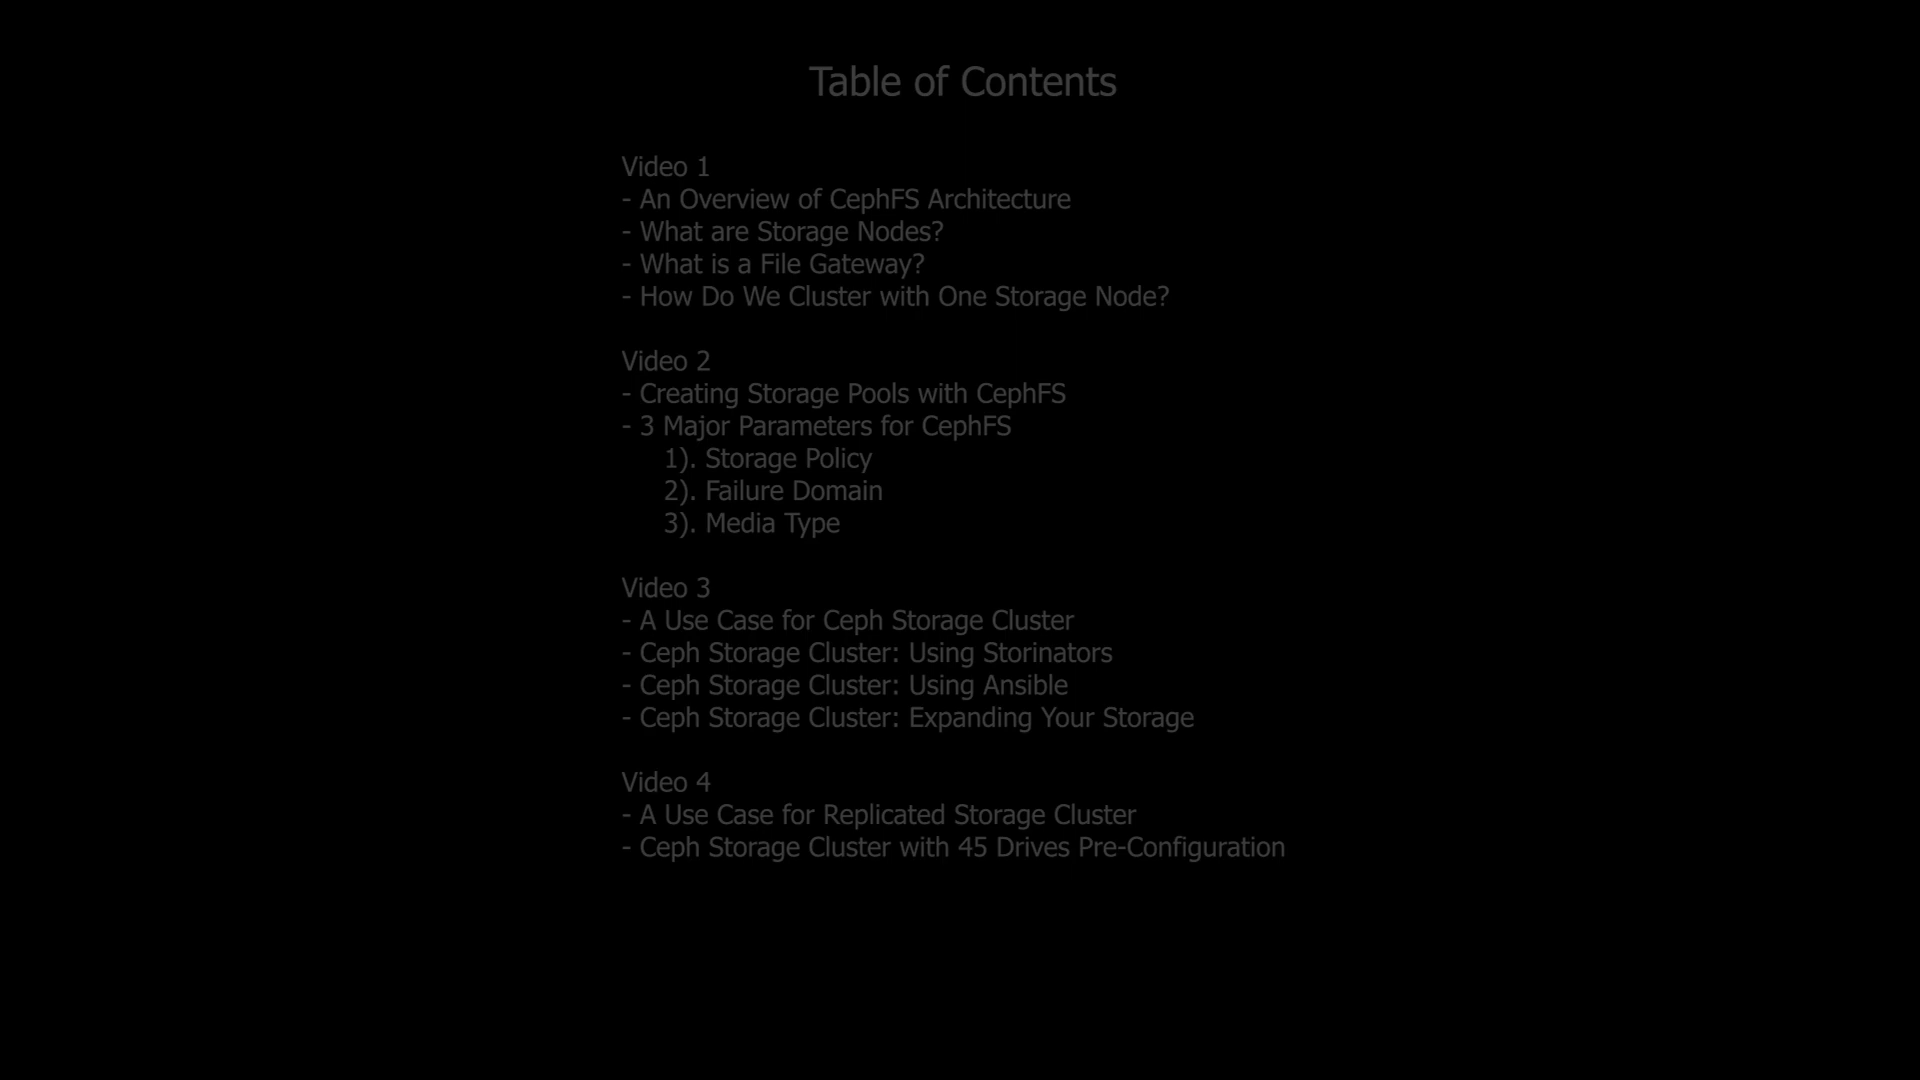 Table of Contents
Video 1
- An Overview of CephFS Architecture
- What are Storage Nodes?
- What is a File Gateway?
- How Do We Cluster with One Storage Node?
Video 2
- Creating Storage Pools with CephFS
- 3 Major Parameters for CephFS
1). Storage Policy
2). Failure Domain
3). Media Type
Video 3
- A Use Case for Ceph Storage Cluster
- Ceph Storage Cluster: Using Storinators
- Ceph Storage Cluster: Using Ansible
- Ceph Storage Cluster: Expanding Your Storage
Video 4
- A Use Case for Replicated Storage Cluster
- Ceph Storage Cluster with 45 Drives Pre-Configuration